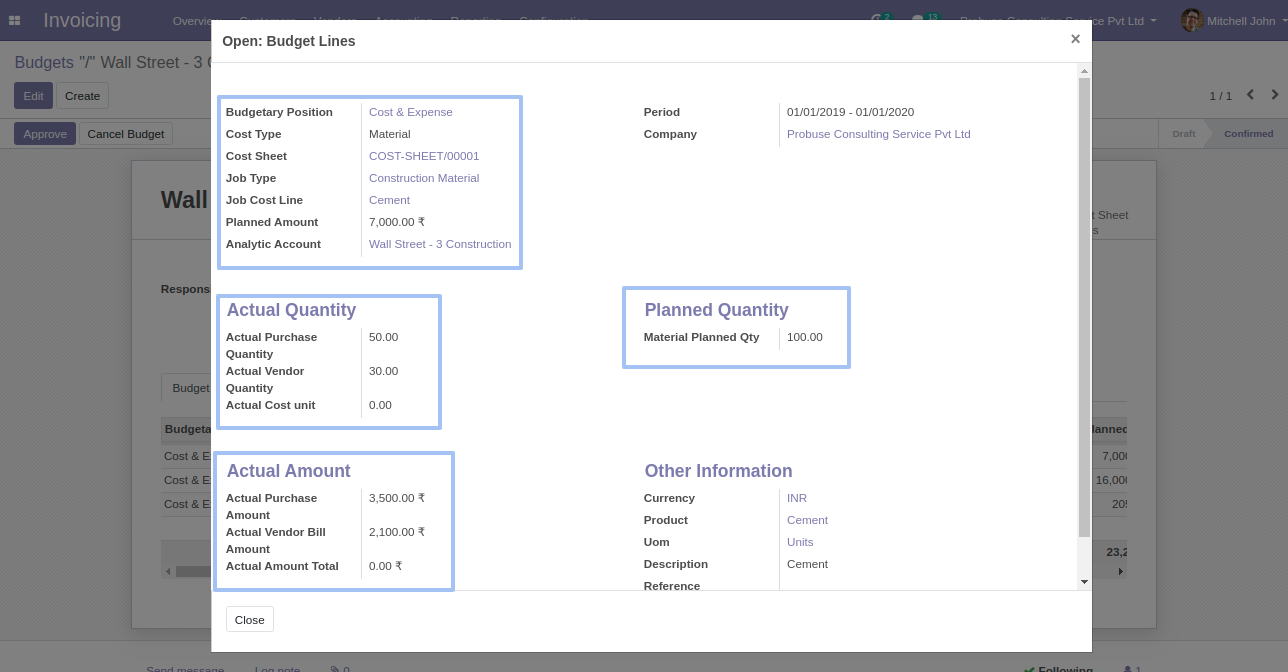 Invoicing
Overview Customers Vendors Accounting Reporting Configuration
2
13
Probuse Consulting Service Pvt Ltd
Mitchell John
Budgets "/" Wall Street - 3
Edit
Create
1 / 1
Approve
Cancel Budget
Draft
Confirmed
Open: Budget Lines
×
Budgetary Position Cost & Expense
Cost Type Material
Cost Sheet COST-SHEET/00001
Job Type Construction Material
Job Cost Line Cement
Planned Amount 7,000.00 ₹
Analytic Account Wall Street - 3 Construction
Period 01/01/2019 - 01/01/2020
Company Probuse Consulting Service Pvt Ltd
Actual Quantity
Actual Purchase 50.00
Quantity
Actual Vendor 30.00
Quantity
Actual Cost unit 0.00
Planned Quantity
Material Planned Qty 100.00
Actual Amount
Actual Purchase 3,500.00 ₹
Amount
Actual Vendor Bill 2,100.00 ₹
Amount
Actual Amount Total 0.00 ₹
Other Information
Currency INR
Product Cement
Uom Units
Description Cement
Reference
Close
Wall
t Sheet
s
Respons
Budget
Budgeta
lanned
Cost & E
7,000
Cost & E
16,000
Cost & E
205
23,2
Send message
Log note
0
Following
1